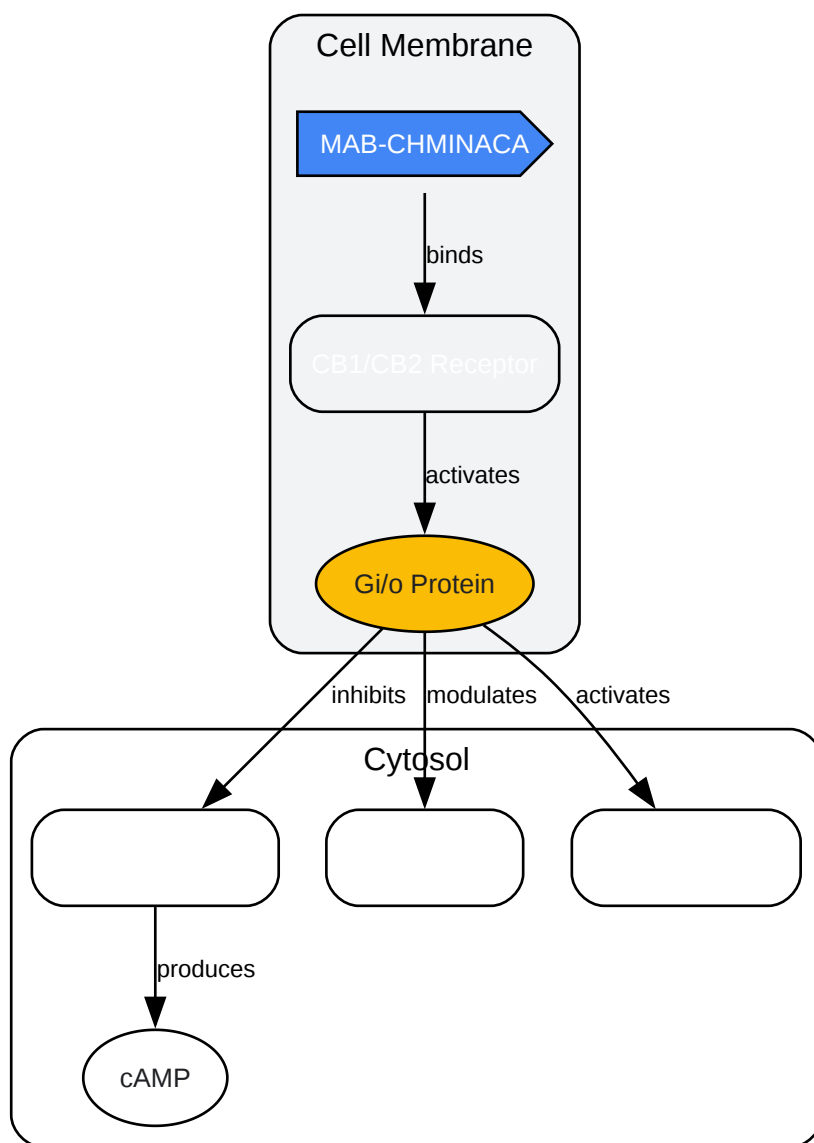 Cell Membrane
MAB-CHMINACA
binds
CB1/CB2 Receptor
activates
Gi/o Protein
inhibits
modulates
activates
Cytosol
produces
cAMP